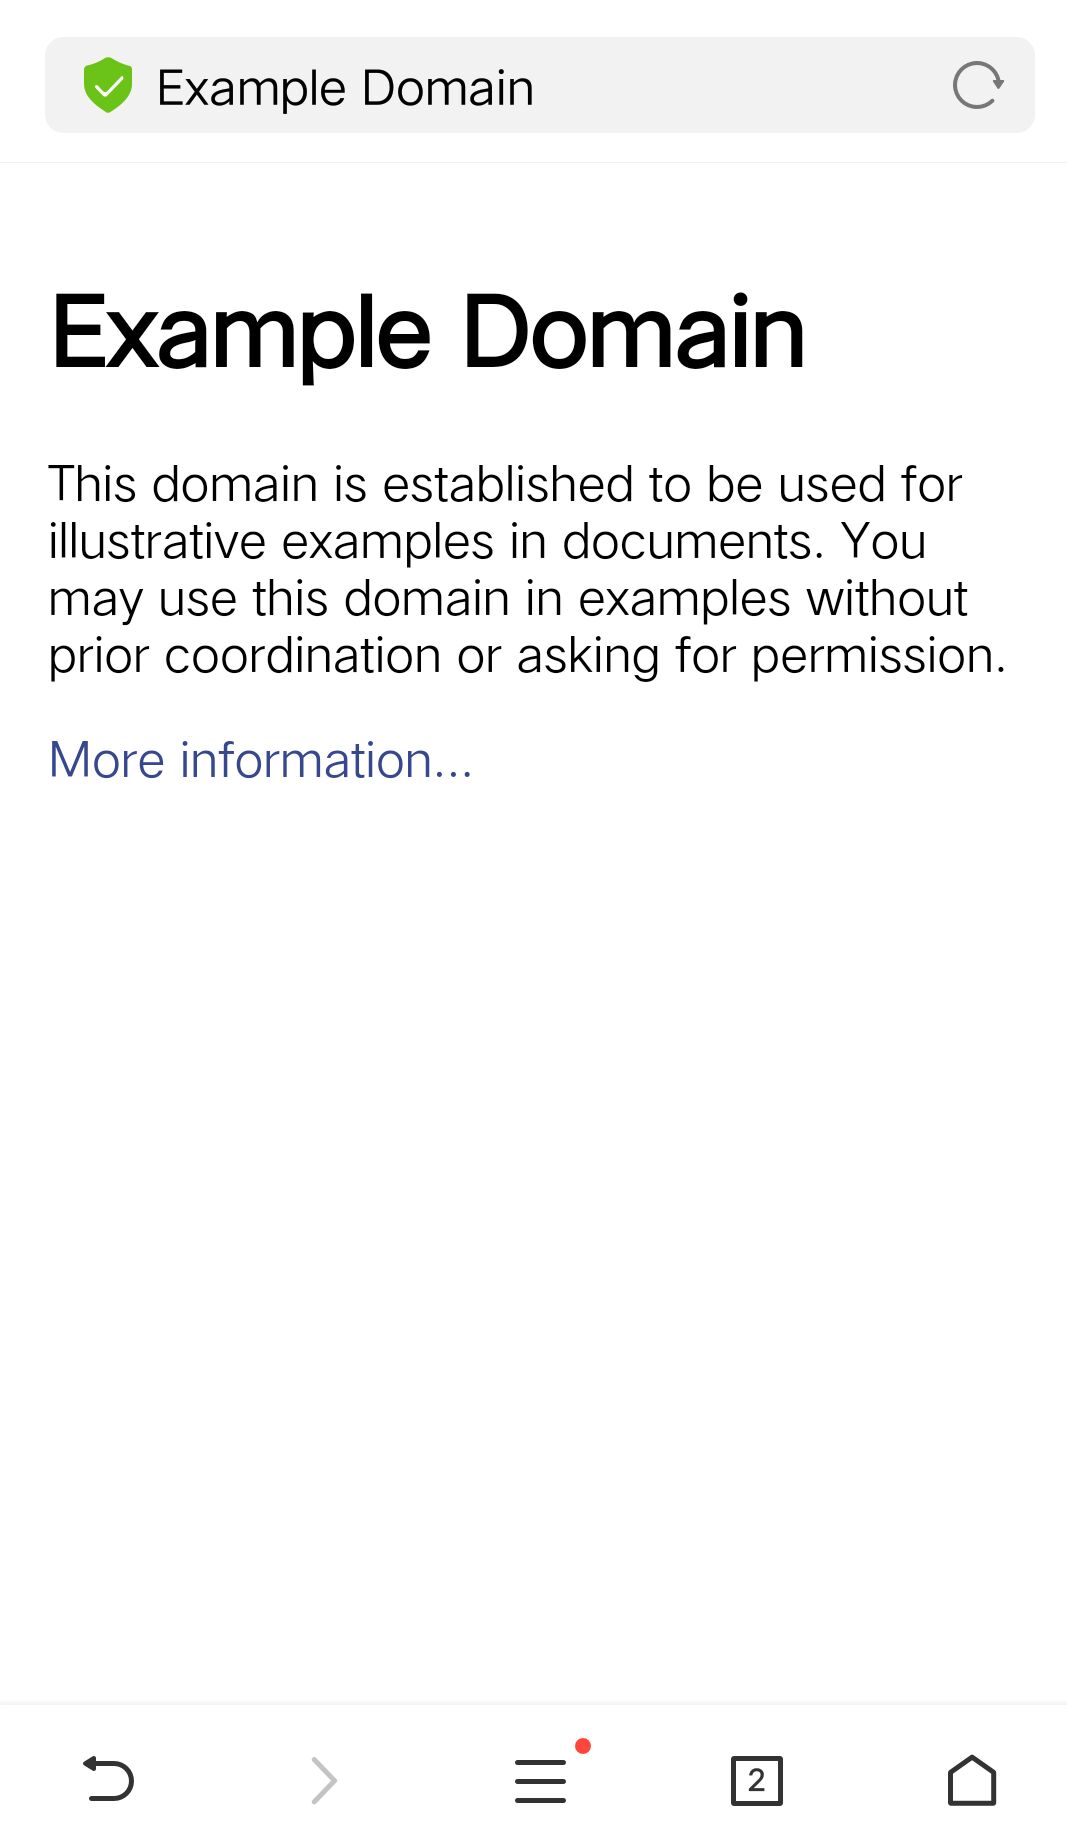 Example Domain
Example Domain
This domain is established to be used for
illustrative examples in documents. You
may use this domain in examples without
prior coordination or asking for permission.
More information...
2